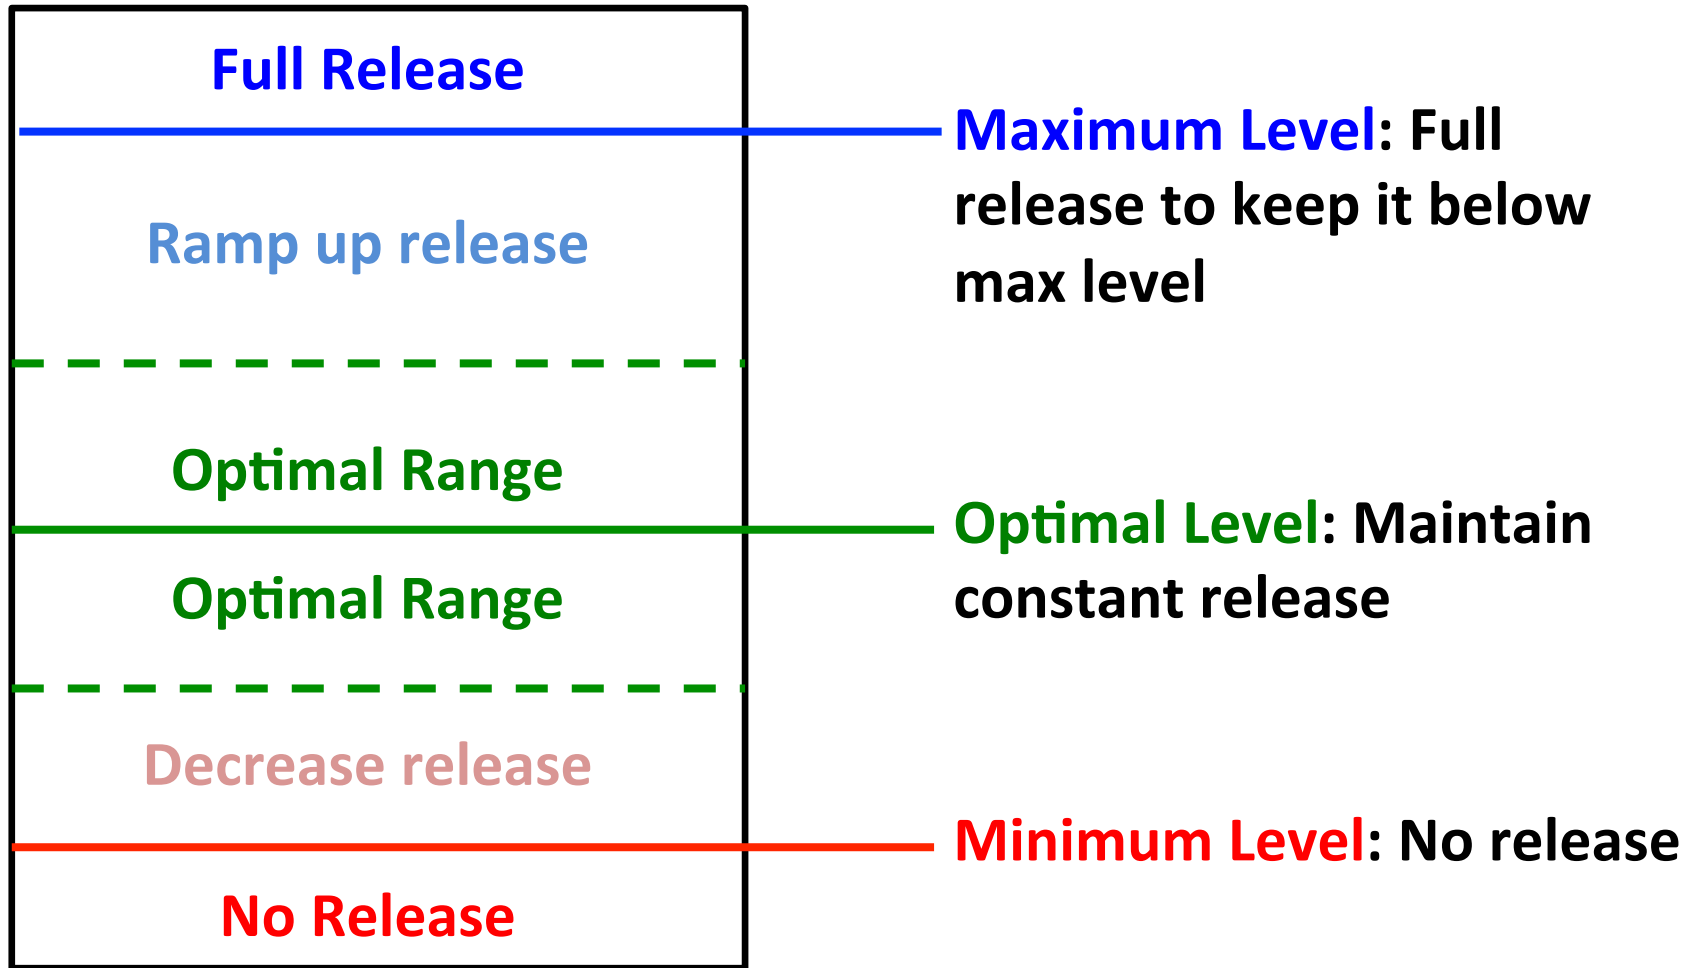 Full Release
Maximum Level: Full
release to keep it below
max level
Ramp up release
Optimal Range
Optimal Level: Maintain
constant release
Optimal Range
Decrease release
Minimum Level: No release
No Release